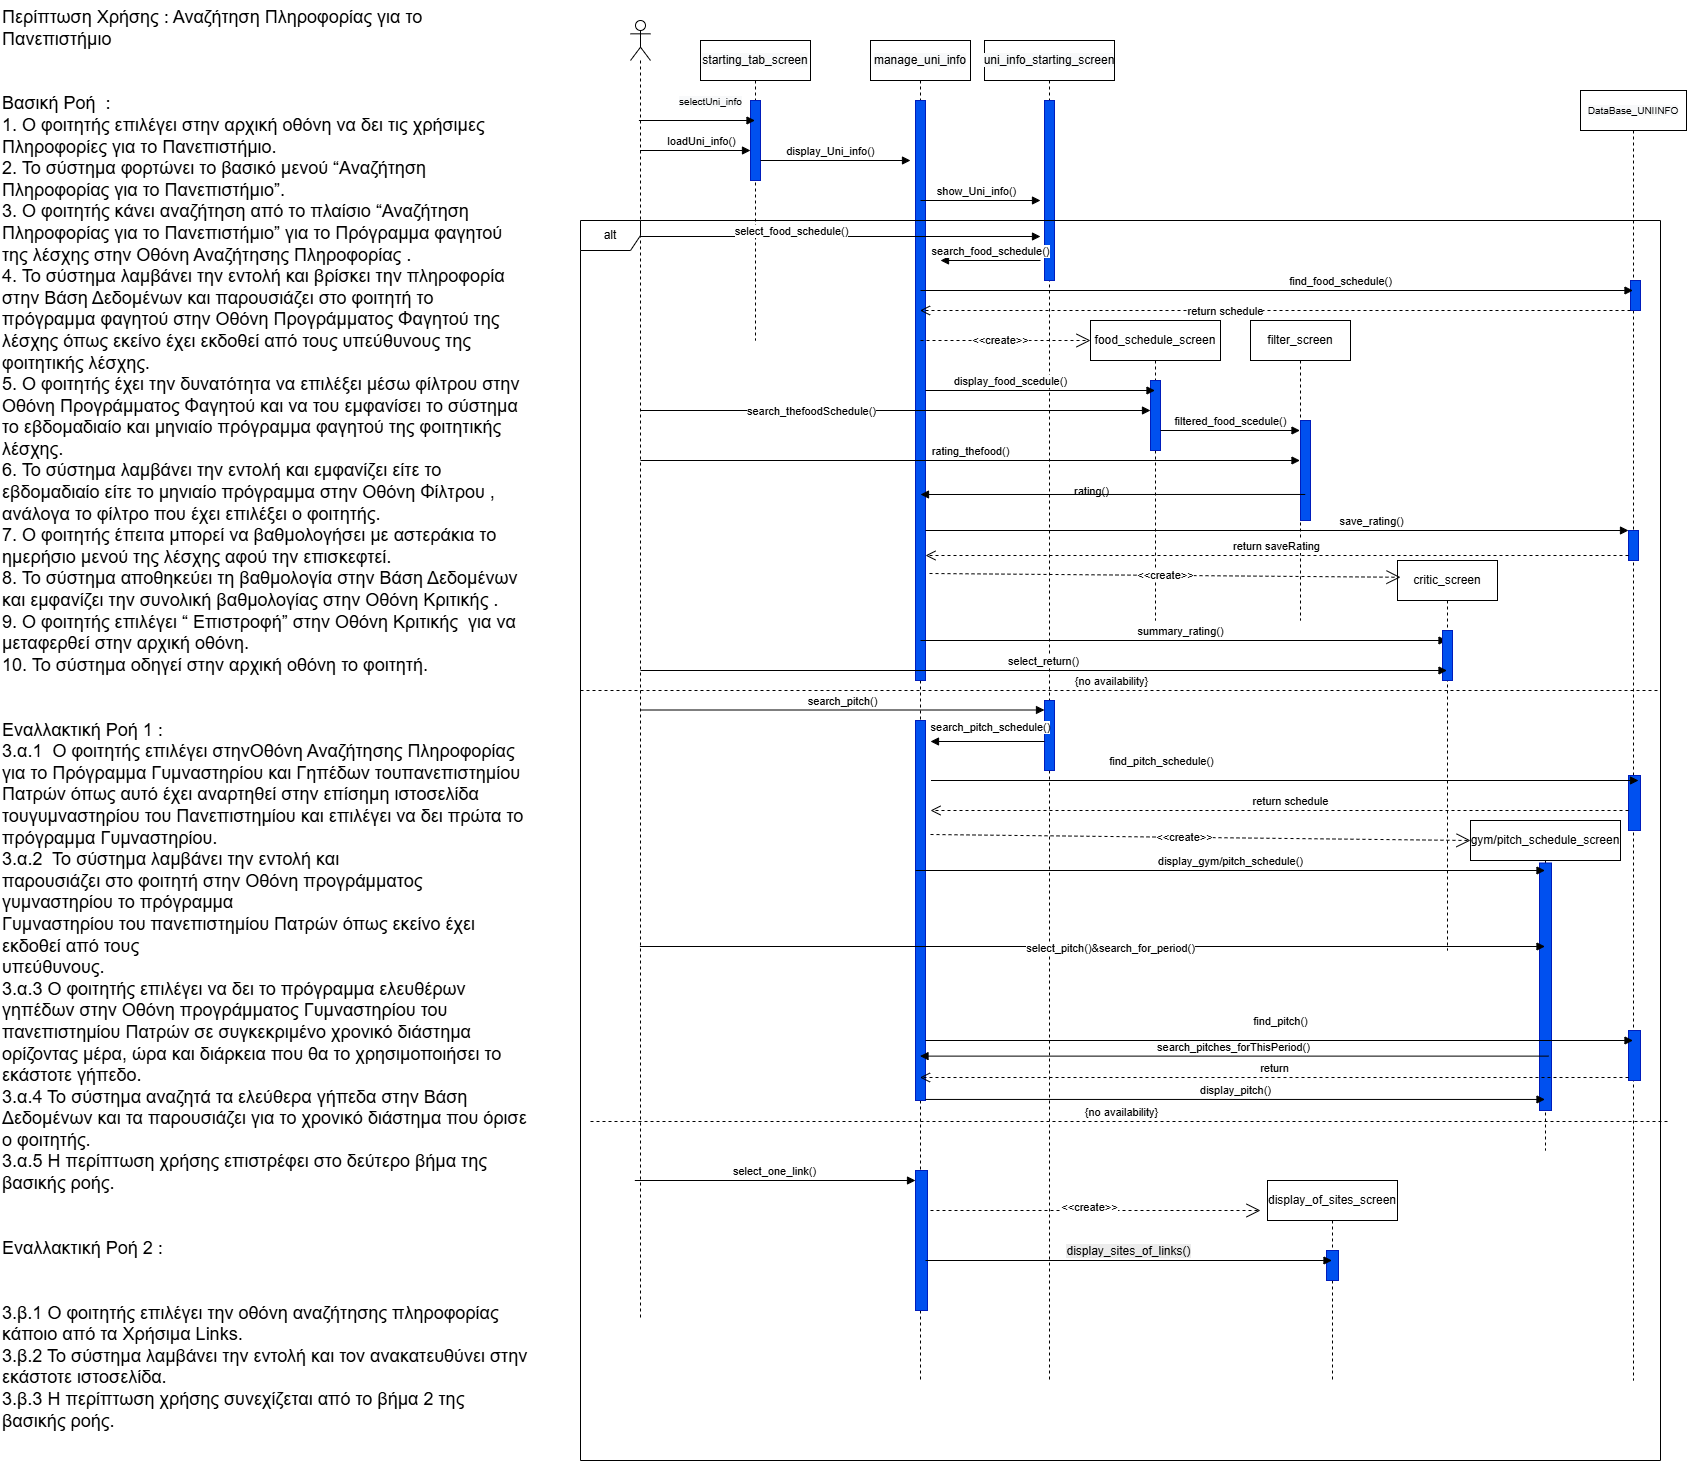 Περίπτωση Χρήσης : Αναζήτηση Πληροφορίας για το
Πανεπιστήμιο
Βασική Ροή  :
1. Ο φοιτητής επιλέγει στην αρχική οθόνη να δει τις χρήσιμες
Πληροφορίες για το Πανεπιστήμιο.
2. Το σύστημα φορτώνει το βασικό μενού “Αναζήτηση
Πληροφορίας για το Πανεπιστήμιο”.
3. Ο φοιτητής κάνει αναζήτηση από το πλαίσιο “Αναζήτηση
Πληροφορίας για το Πανεπιστήμιο” για το Πρόγραμμα φαγητού
της λέσχης στην Οθόνη Αναζήτησης Πληροφορίας .
4. Το σύστημα λαμβάνει την εντολή και βρίσκει την πληροφορία
στην Βάση Δεδομένων και παρουσιάζει στο φοιτητή το
πρόγραμμα φαγητού στην Οθόνη Προγράμματος Φαγητού της
λέσχης όπως εκείνο έχει εκδοθεί από τους υπεύθυνους της
φοιτητικής λέσχης.
5. Ο φοιτητής έχει την δυνατότητα να επιλέξει μέσω φίλτρου στην
Οθόνη Προγράμματος Φαγητού και να του εμφανίσει το σύστημα
το εβδομαδιαίο και μηνιαίο πρόγραμμα φαγητού της φοιτητικής
λέσχης.
6. Το σύστημα λαμβάνει την εντολή και εμφανίζει είτε το
εβδομαδιαίο είτε το μηνιαίο πρόγραμμα στην Οθόνη Φίλτρου ,
ανάλογα το φίλτρο που έχει επιλέξει ο φοιτητής.
7. Ο φοιτητής έπειτα μπορεί να βαθμολογήσει με αστεράκια το
ημερήσιο μενού της λέσχης αφού την επισκεφτεί.
8. Το σύστημα αποθηκεύει τη βαθμολογία στην Βάση Δεδομένων
και εμφανίζει την συνολική βαθμολογίας στην Οθόνη Κριτικής .
9. Ο φοιτητής επιλέγει “ Επιστροφή” στην Οθόνη Κριτικής  για να
μεταφερθεί στην αρχική οθόνη.
10. Το σύστημα οδηγεί στην αρχική οθόνη το φοιτητή.
Εναλλακτική Ροή 1 :
3.α.1  Ο φοιτητής επιλέγει στηνΟθόνη Αναζήτησης Πληροφορίας
για το Πρόγραμμα Γυμναστηρίου και Γηπέδων τουπανεπιστημίου
Πατρών όπως αυτό έχει αναρτηθεί στην επίσημη ιστοσελίδα
τουγυμναστηρίου του Πανεπιστημίου και επιλέγει να δει πρώτα το
πρόγραμμα Γυμναστηρίου.
3.α.2  Το σύστημα λαμβάνει την εντολή και
παρουσιάζει στο φοιτητή στην Οθόνη προγράμματος
γυμναστηρίου το πρόγραμμα
Γυμναστηρίου του πανεπιστημίου Πατρών όπως εκείνο έχει
εκδοθεί από τους
υπεύθυνους.
3.α.3 Ο φοιτητής επιλέγει να δει το πρόγραμμα ελευθέρων
γηπέδων στην Οθόνη προγράμματος Γυμναστηρίου του
πανεπιστημίου Πατρών σε συγκεκριμένο χρονικό διάστημα
ορίζοντας μέρα, ώρα και διάρκεια που θα το χρησιμοποιήσει το
εκάστοτε γήπεδο.
3.α.4 Το σύστημα αναζητά τα ελεύθερα γήπεδα στην Βάση
Δεδομένων και τα παρουσιάζει για το χρονικό διάστημα που όρισε
ο φοιτητής.
3.α.5 Η περίπτωση χρήσης επιστρέφει στο δεύτερο βήμα της
βασικής ροής.
Εναλλακτική Ροή 2 :
3.β.1 Ο φοιτητής επιλέγει την οθόνη αναζήτησης πληροφορίας
κάποιο από τα Χρήσιμα Links.
3.β.2 Το σύστημα λαμβάνει την εντολή και τον ανακατευθύνει στην
εκάστοτε ιστοσελίδα.
3.β.3 Η περίπτωση χρήσης συνεχίζεται από το βήμα 2 της
βασικής ροής.
starting_tab_screen
manage_uni_info
uni_info_starting_screen
DataBase_UNIINFO
selectUni_info
loadUni_info()
display_Uni_info()
show_Uni_info()
alt
select_food_schedule()
search_food_schedule()
find_food_schedule()
return schedule
<<create>>
food_schedule_screen
filter_screen
display_food_scedule()
search_thefoodSchedule()
filtered_food_scedule()
rating_thefood()
rating()
save_rating()
return saveRating
<<create>>
critic_screen
summary_rating()
select_return()
{no availability}
search_pitch()
search_pitch_schedule()
find_pitch_schedule()
return schedule
<<create>>
gym/pitch_schedule_screen
display_gym/pitch_schedule()
select_pitch()&search_for_period()
find_pitch()
search_pitches_forThisPeriod()
return
display_pitch()
{no availability}
select_one_link()
<<create>>
display_of_sites_screen
display_sites_of_links()